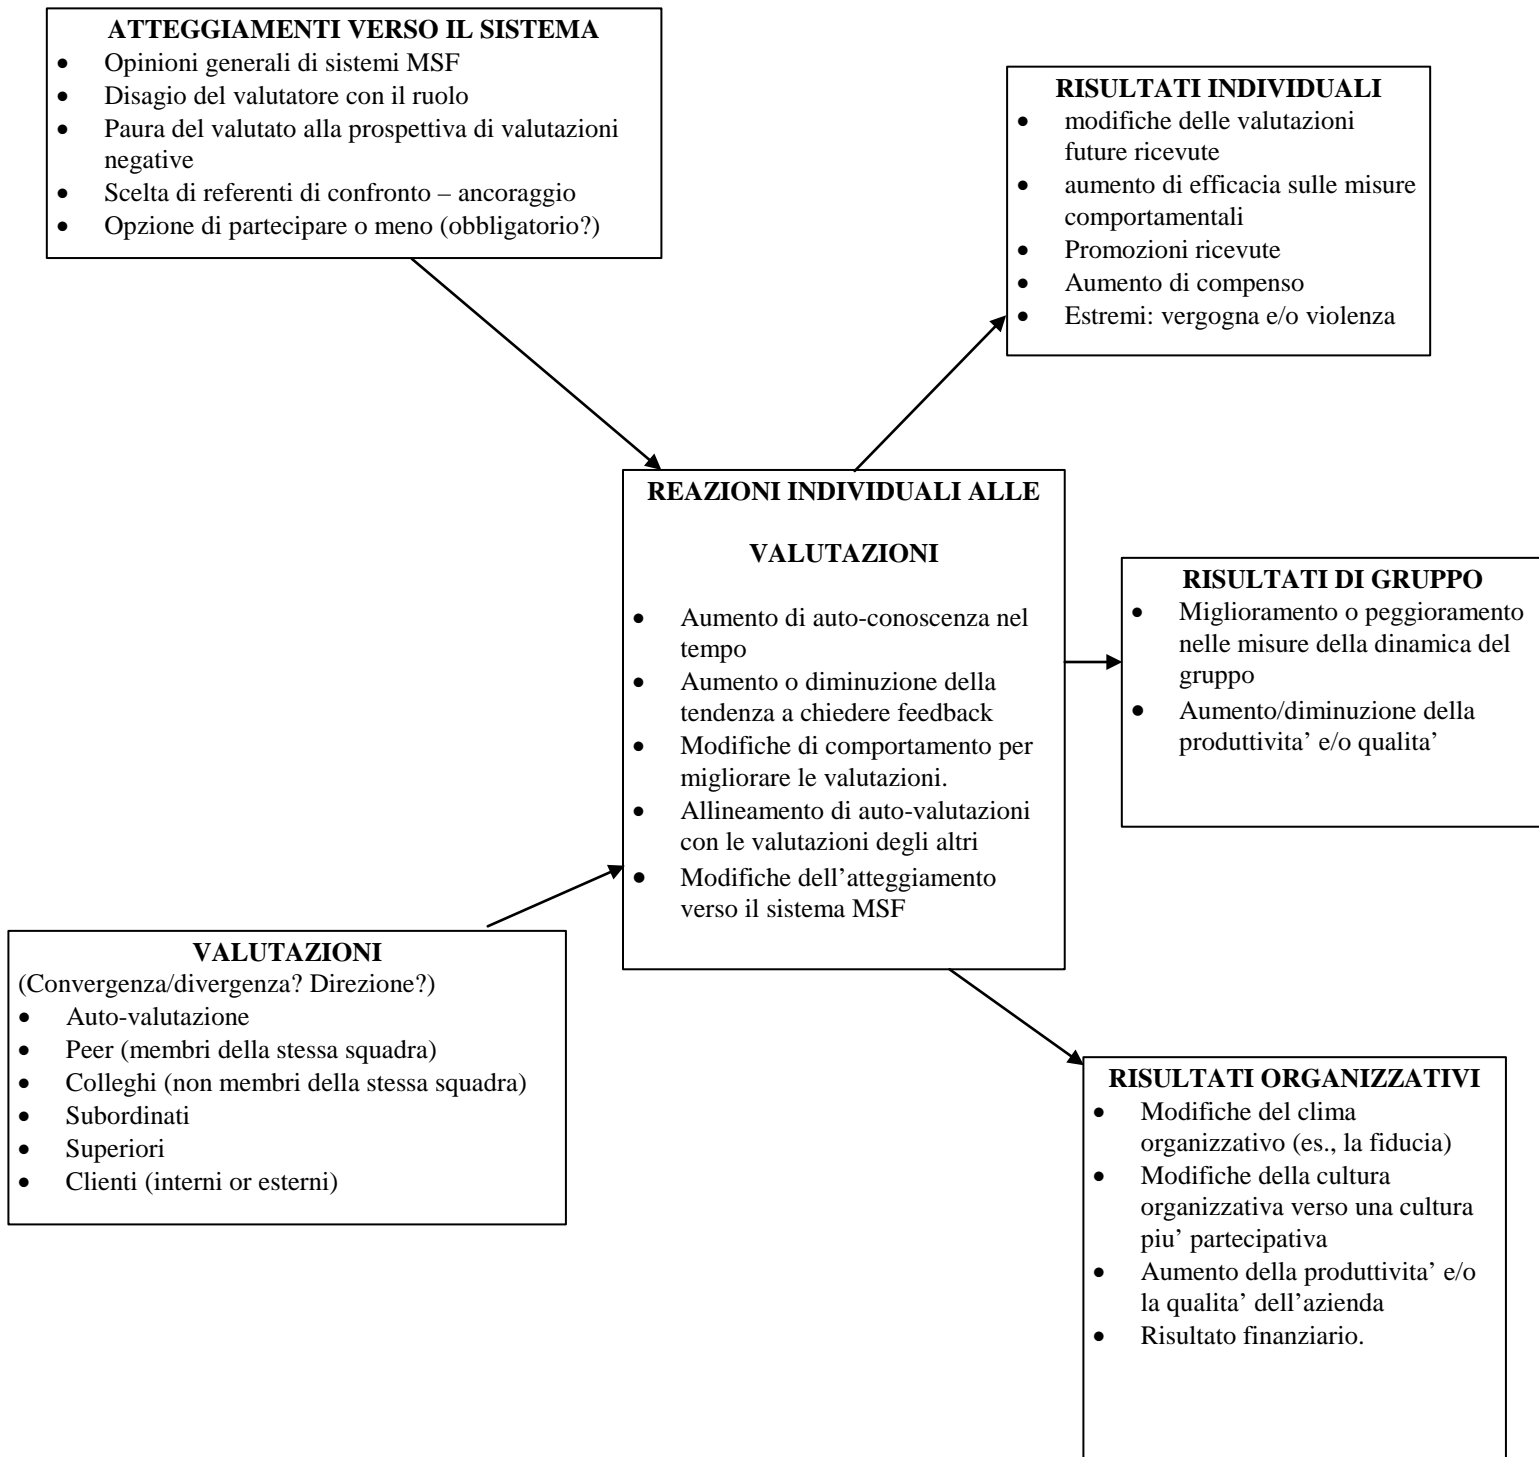 ATTEGGIAMENTI VERSO IL SISTEMA
• Opinioni generali di sistemi MSF
• Disagio del valutatore con il ruolo
• Paura del valutato alla prospettiva di valutazioni
negative
• Scelta di referenti di confronto – ancoraggio
• Opzione di partecipare o meno (obbligatorio?)
RISULTATI INDIVIDUALI
• modifiche delle valutazioni
future ricevute
• aumento di efficacia sulle misure
comportamentali
• Promozioni ricevute
• Aumento di compenso
• Estremi: vergogna e/o violenza
REAZIONI INDIVIDUALI ALLE
VALUTAZIONI
• Aumento di auto-conoscenza nel
tempo
• Aumento o diminuzione della
tendenza a chiedere feedback
• Modifiche di comportamento per
migliorare le valutazioni.
• Allineamento di auto-valutazioni
con le valutazioni degli altri
• Modifiche dell’atteggiamento
verso il sistema MSF
RISULTATI DI GRUPPO
• Miglioramento o peggioramento
nelle misure della dinamica del
gruppo
• Aumento/diminuzione della
produttivita’ e/o qualita’
VALUTAZIONI
(Convergenza/divergenza? Direzione?)
• Auto-valutazione
• Peer (membri della stessa squadra)
• Colleghi (non membri della stessa squadra)
• Subordinati
• Superiori
• Clienti (interni or esterni)
RISULTATI ORGANIZZATIVI
• Modifiche del clima
organizzativo (es., la fiducia)
• Modifiche della cultura
organizzativa verso una cultura
piu’ partecipativa
• Aumento della produttivita’ e/o
la qualita’ dell’azienda
• Risultato finanziario.